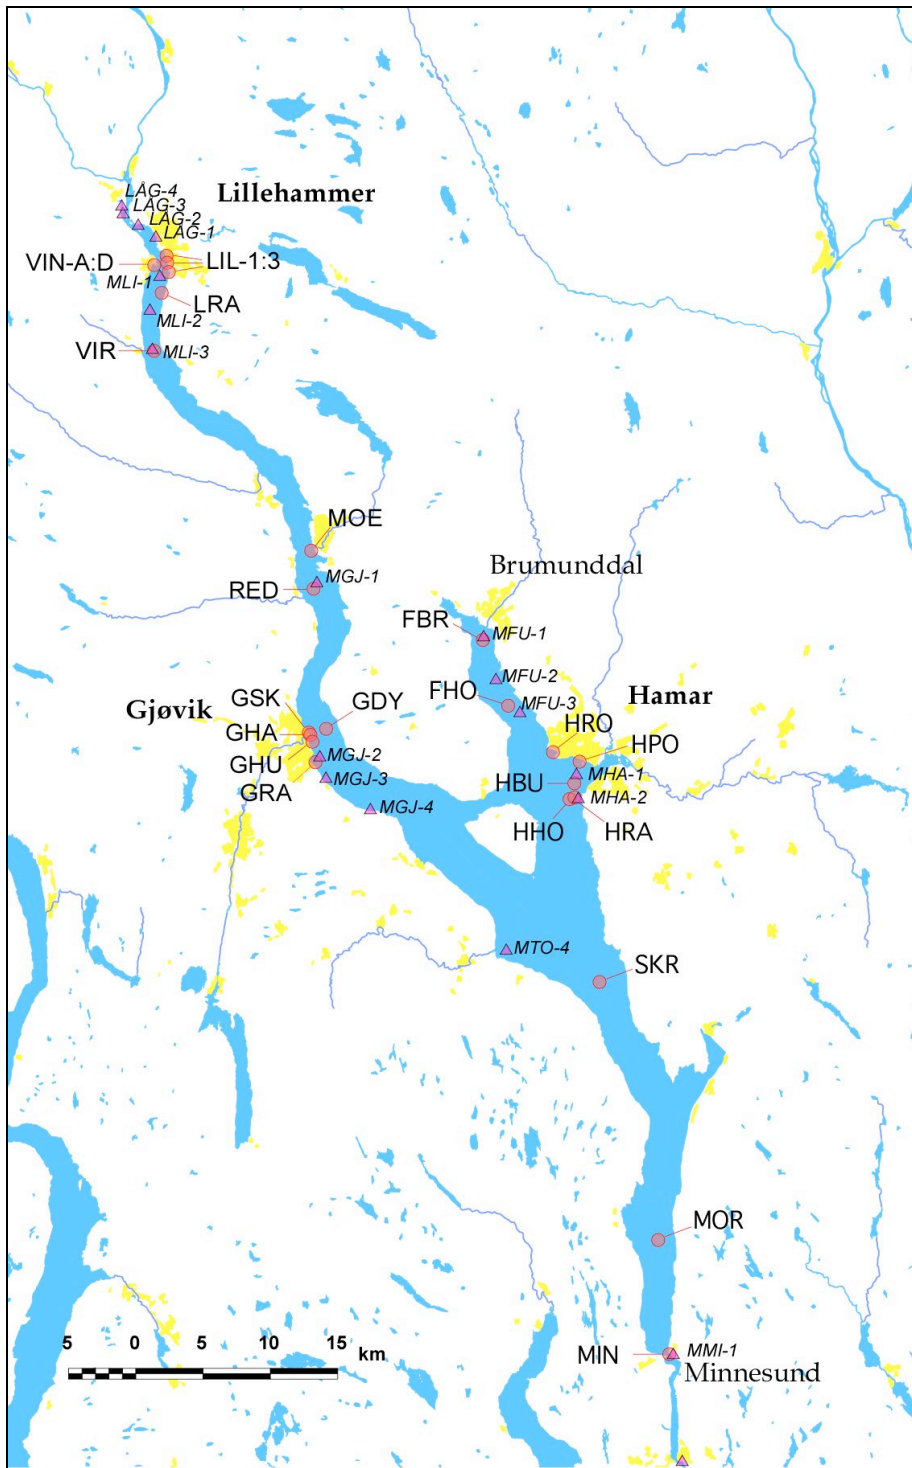 LÅG-4
Lillehammer
LÅG-3
LÅG-2
LÅG-1
VIN-A:D
LIL-1:3
MLI-1
LRA
MLI-2
VIR
MLI-3
MOE
MGJ-1
RED
Brumunddal
FBR
MFU-1
MFU-2
FHO
MFU-3
Hamar
GSK
GDY
Gjøvik
HRO
GHA
HPO
GHU
MGJ-2
MHA-1
MGJ-3
HBU
GRA
MHA-2
MGJ-4
HHO
HRA
MTO-4
SKR
MOR
5 0 5 10 15
km
MIN
MMI-1
Minnesund